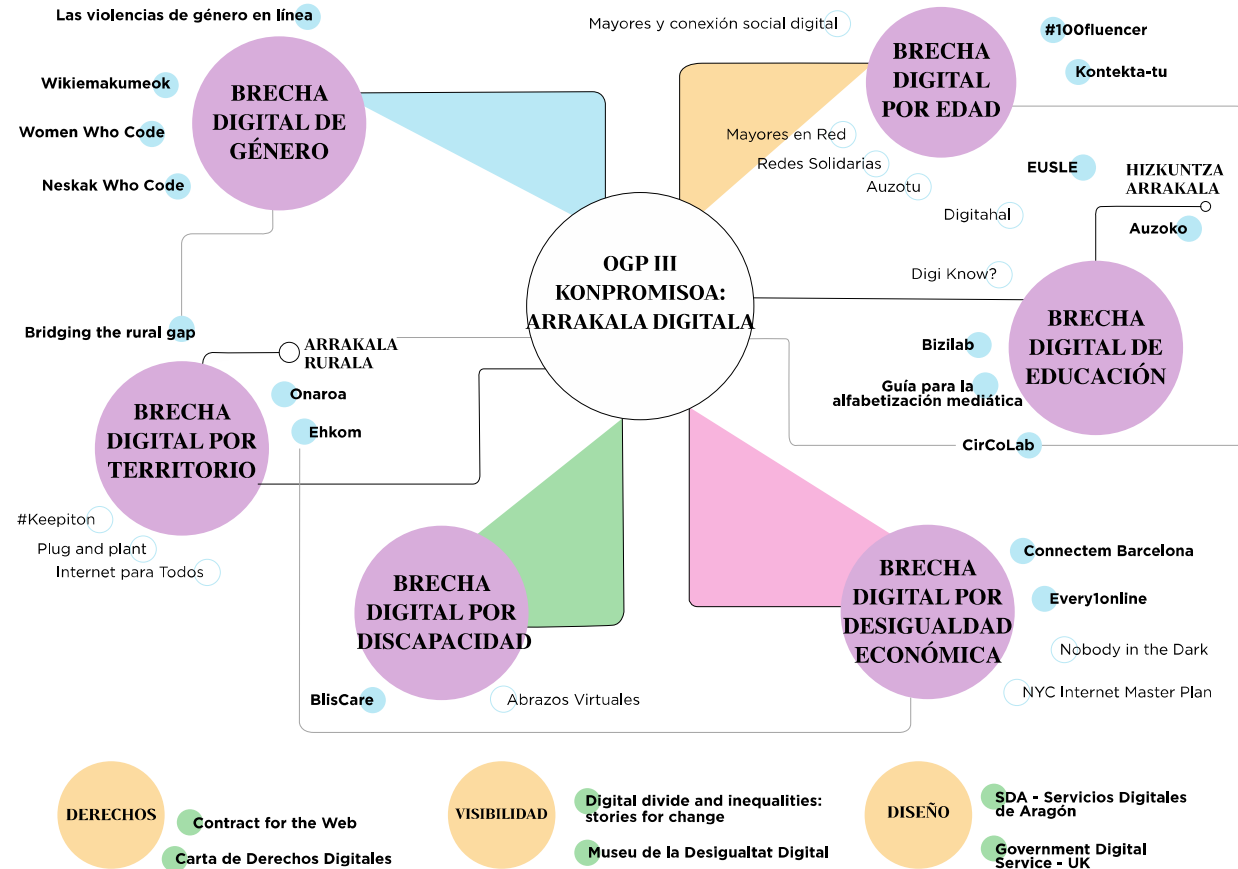 Las violencias de género en línea
Wikiemakumeok
Women Who Code
Neskak Who Code
BRECHA
DIGITAL DE
GÉNERO
Mayores y conexión social digital
BRECHA
DIGITAL
POR EDAD
#100fluencer
Kontekta-tu
Mayores en Red
Redes Solidarias
Auzotu
Digitahal
EUSLE
HIZKUNTZA
ARRAKALA
Auzoko
OGP III
KONPROMISOA:
ARRAKALA DIGITALA
Digi Know?
BRECHA
DIGITAL DE
EDUCACIÓN
Bizilab
Guía para la
alfabetización mediática
CirCoLab
Bridging the rural gap
ARRAKALA
RURALA
Onaroa
Ehkom
BRECHA
DIGITAL POR
TERRITORIO
#Keepiton
Plug and plant
Internet para Todos
BRECHA
DIGITAL POR
DISCAPACIDAD
BlisCare
Abrazos Virtuales
BRECHA
DIGITAL POR
DESIGUALDAD
ECONÓMICA
Connectem Barcelona
Every1online
Nobody in the Dark
NYC Internet Master Plan
DERECHOS
Contract for the Web
Carta de Derechos Digitales
VISIBILIDAD
Digital divide and inequalities:
stories for change
Museu de la Desigualtat Digital
DISEÑO
SDA - Servicios Digitales
de Aragón
Government Digital
Service - UK